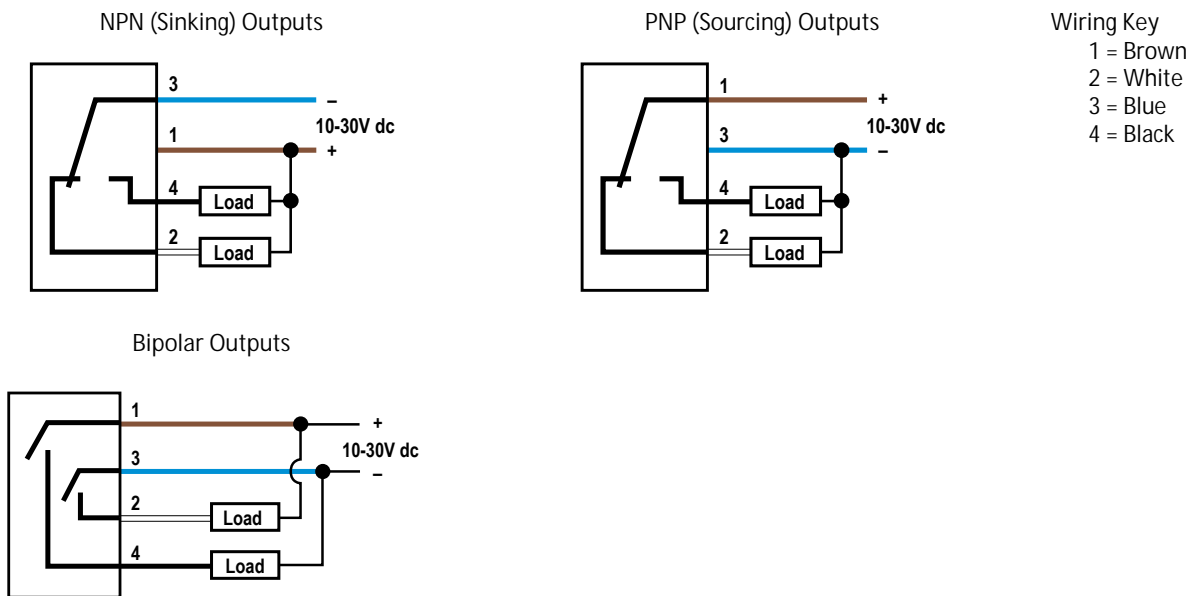 NPN (Sinking) Outputs
3
–
10-30V dc
1
+
4
Load
2
Load
PNP (Sourcing) Outputs
1
+
10-30V dc
3
–
4
Load
2
Load
Wiring Key
1 = Brown
2 = White
3 = Blue
4 = Black
Bipolar Outputs
1
+
10-30V dc
3
–
2
Load
4
Load